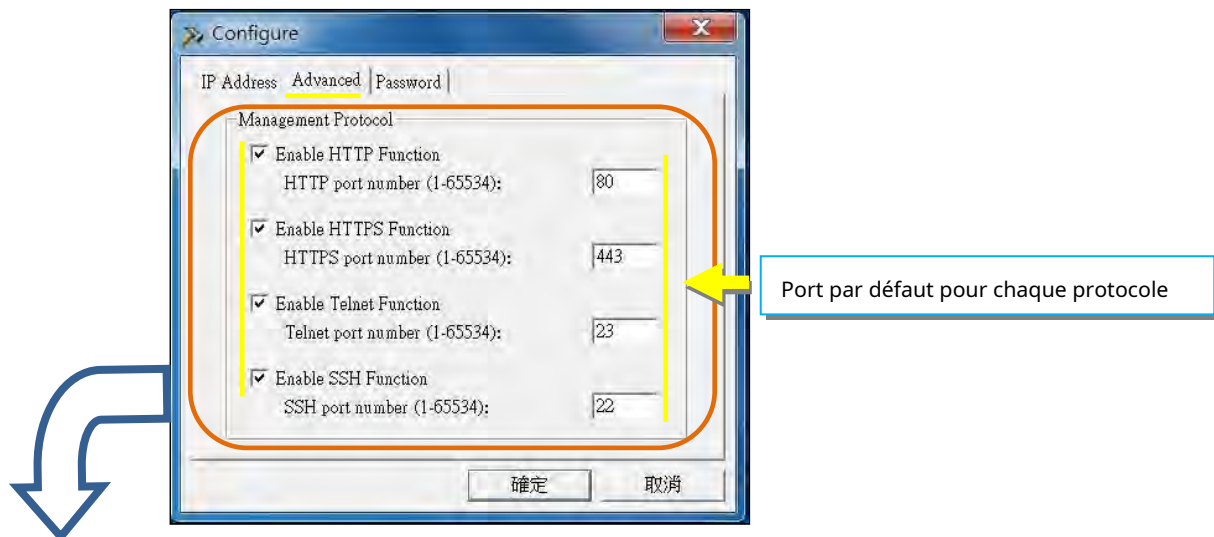 Configure
IP Address Advanced Password
Management Protocol
Enable HTTP Function
HTTP port number (1-65534): 80
Enable HTTPS Function
HTTPS port number (1-65534): 443
Enable Telnet Function
Telnet port number (1-65534): 23
Enable SSH Function
SSH port number (1-65534): 22
確定 取消
Port par défaut pour chaque protocole